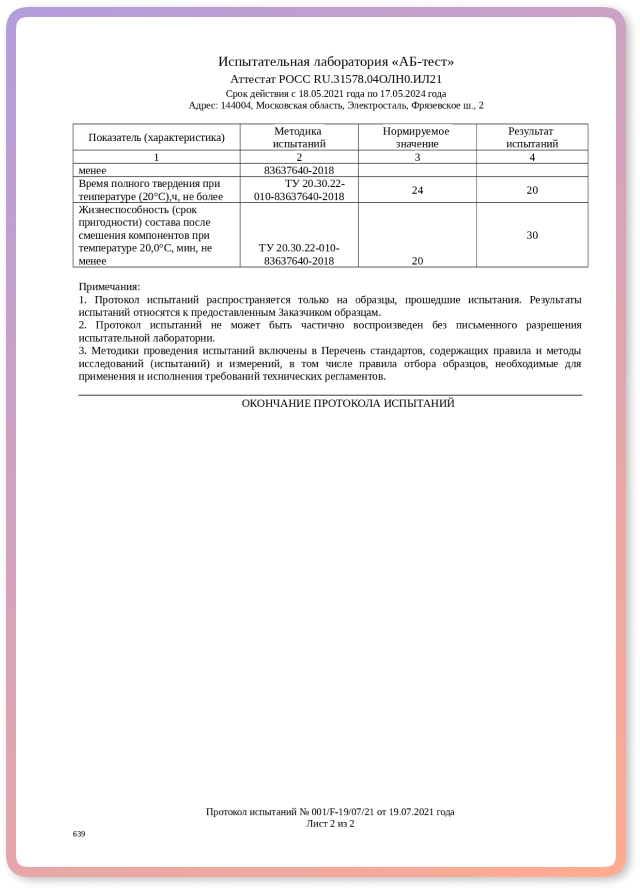 Испытательная лаборатория «АБ-тест»
Аттестат РОСС RU.31578.04ОЛН0.ИЛ21
Срок действия с 18.05.2021 года по 17.05.2024 года
Адрес: 144004, Московская область, Электросталь, Фрязевское ш., 2
Показатель (характеристика)
Методика
испытаний
Нормируемое
значение
Результат
испытаний
1 2 3 4
менее
83637640-2018
Время полного твердения при
теипературе (20°С),ч, не более
ТУ 20.30.22-
010-83637640-2018
24
20
Жизнеспособность (срок
пригодности) состава после
смешения компонентов при
температуре 20,0°С, мин, не
менее
ТУ 20.30.22-010-
83637640-2018
20
30
Примечания:
1. Протокол испытаний распространяется только на образцы, прошедшие испытания. Результаты
испытаний относятся к предоставленным Заказчиком образцам.
2. Протокол испытаний не может быть частично воспроизведен без письменного разрешения
испытательной лаборатории.
3. Методики проведения испытаний включены в Перечень стандартов, содержащих правила и методы
исследований (испытаний) и измерений, в том числе правила отбора образцов, необходимые для
применения и исполнения требований технических регламентов.
ОКОНЧАНИЕ ПРОТОКОЛА ИСПЫТАНИЙ
Протокол испытаний № 001/F-19/07/21 от 19.07.2021 года
Лист 2 из 2
639